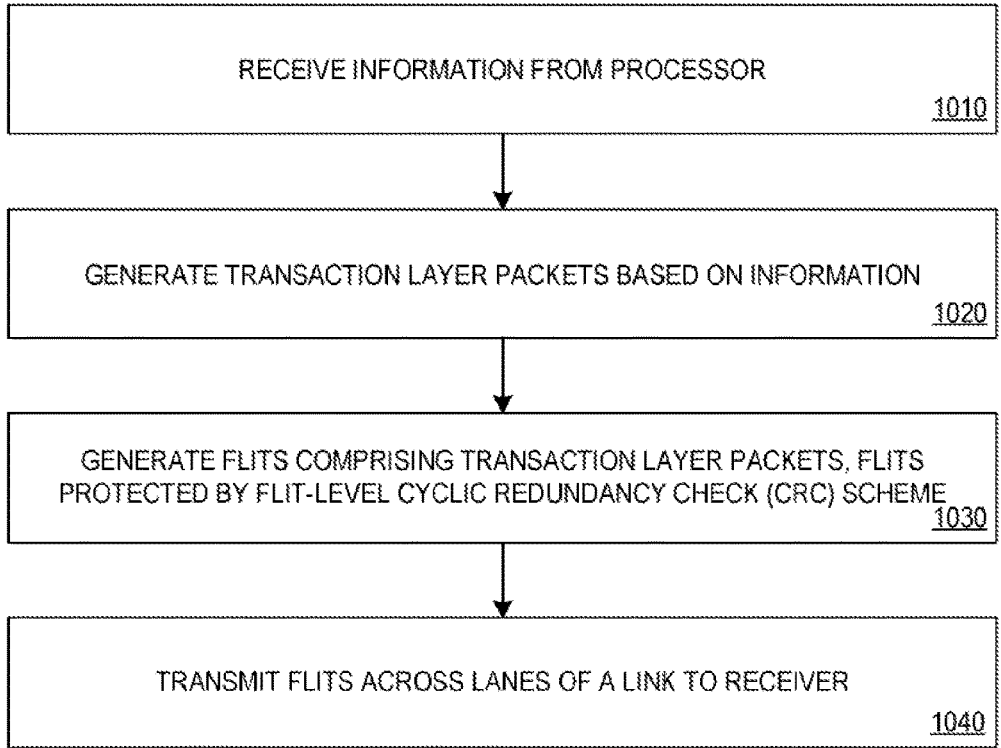 RECEIVE INFORMATION FROM PROCESSOR
1010
GENERATE TRANSACTION LAYER PACKETS BASED ON INFORMATION
1020
GENERATE FLITS COMPRISING TRANSACTION LAYER PACKETS, FLITS
PROTECTED BY FLIT-LEVEL CYCLIC REDUNDANCY CHECK (CRC) SCHEME
1030
TRANSMIT FLITS ACROSS LANES OF A LINK TO RECEIVER
1040